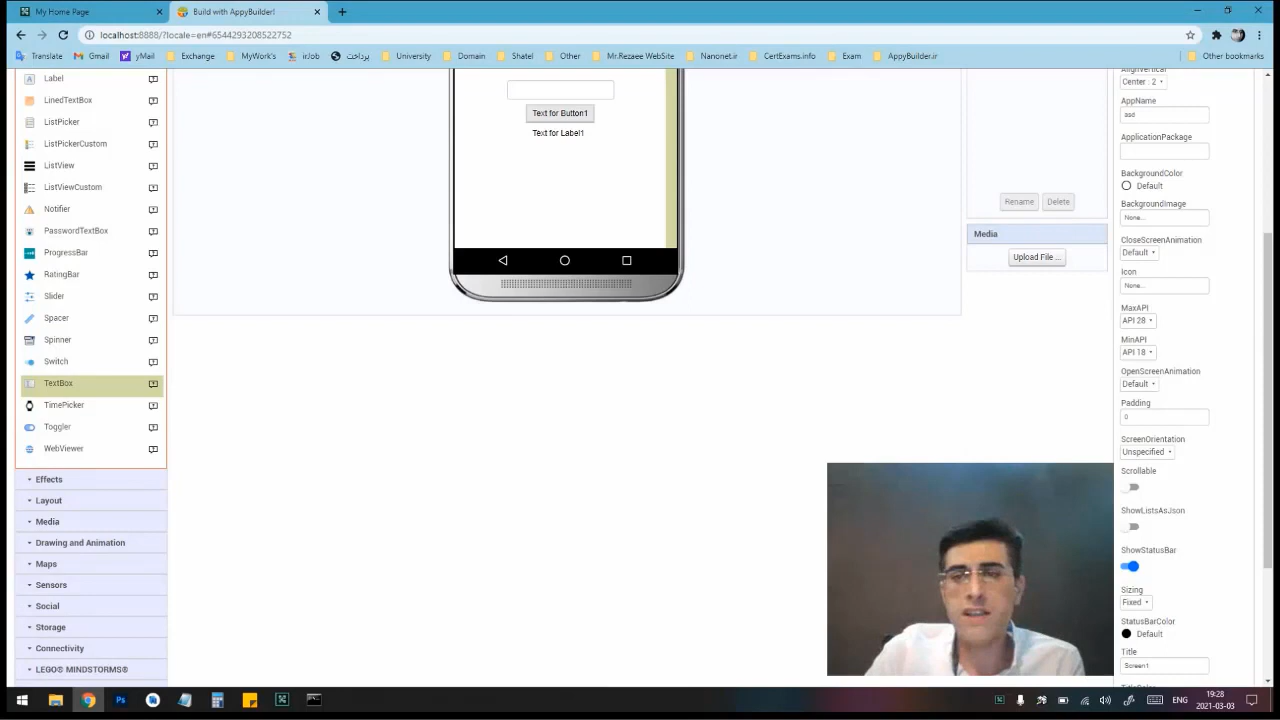 My Home Page
Build with AppyBuilder!
localhost:8888/?locale=en#6544293208522752
Translate
Gmail
yMail
Exchange
MyWork's
irJob
پرداخت
University
Domain
Shatel
Other
Mr.Rezaee WebSite
Nanonet.ir
CertExams.info
Exam
AppyBuilder.ir
Other bookmarks
Label
LinedTextBox
ListPicker
ListPickerCustom
ListView
ListViewCustom
Notifier
PasswordTextBox
ProgressBar
RatingBar
Slider
Spacer
Spinner
Switch
TextBox
TimePicker
Toggler
WebViewer
Effects
Layout
Media
Drawing and Animation
Maps
Sensors
Social
Storage
Connectivity
LEGO® MINDSTORMS®
Text for Button1
Text for Label1
Rename
Delete
Media
Upload File ...
AlignVertical
Center : 2
AppName
asd
ApplicationPackage
BackgroundColor
Default
BackgroundImage
None...
CloseScreenAnimation
Default
Icon
None...
MaxAPI
API 28
MinAPI
API 18
OpenScreenAnimation
Default
Padding
0
ScreenOrientation
Unspecified
Scrollable
ShowListsAsJson
ShowStatusBar
Sizing
Fixed
StatusBarColor
Default
Title
Screen1
ENG
19:28
2021-03-03